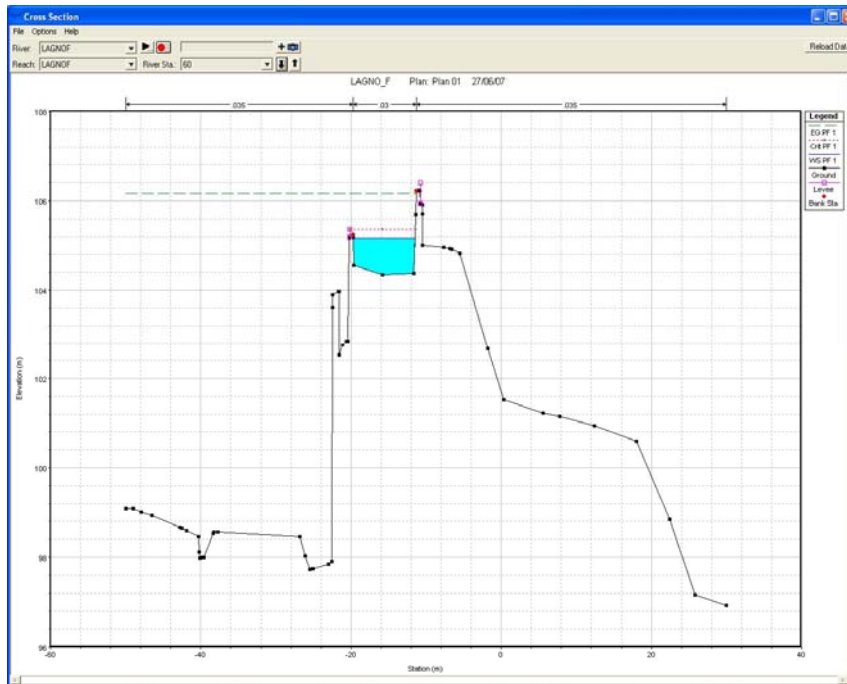 Cross Section
File Options Help
River: LAGNOF
Reload Dat
Reach: LAGNOF River Sta.: 60
LAGNO_F Plan: Plan 01 27/06/07
.035 .03 .035
Legend
EG PF 1
Crit PF 1
WS PF 1
Ground
Levee
Bank Sta
108
106
104
102
100
98
96
Elevation (m)
-60 -40 -20 0 20 40
Station (m)